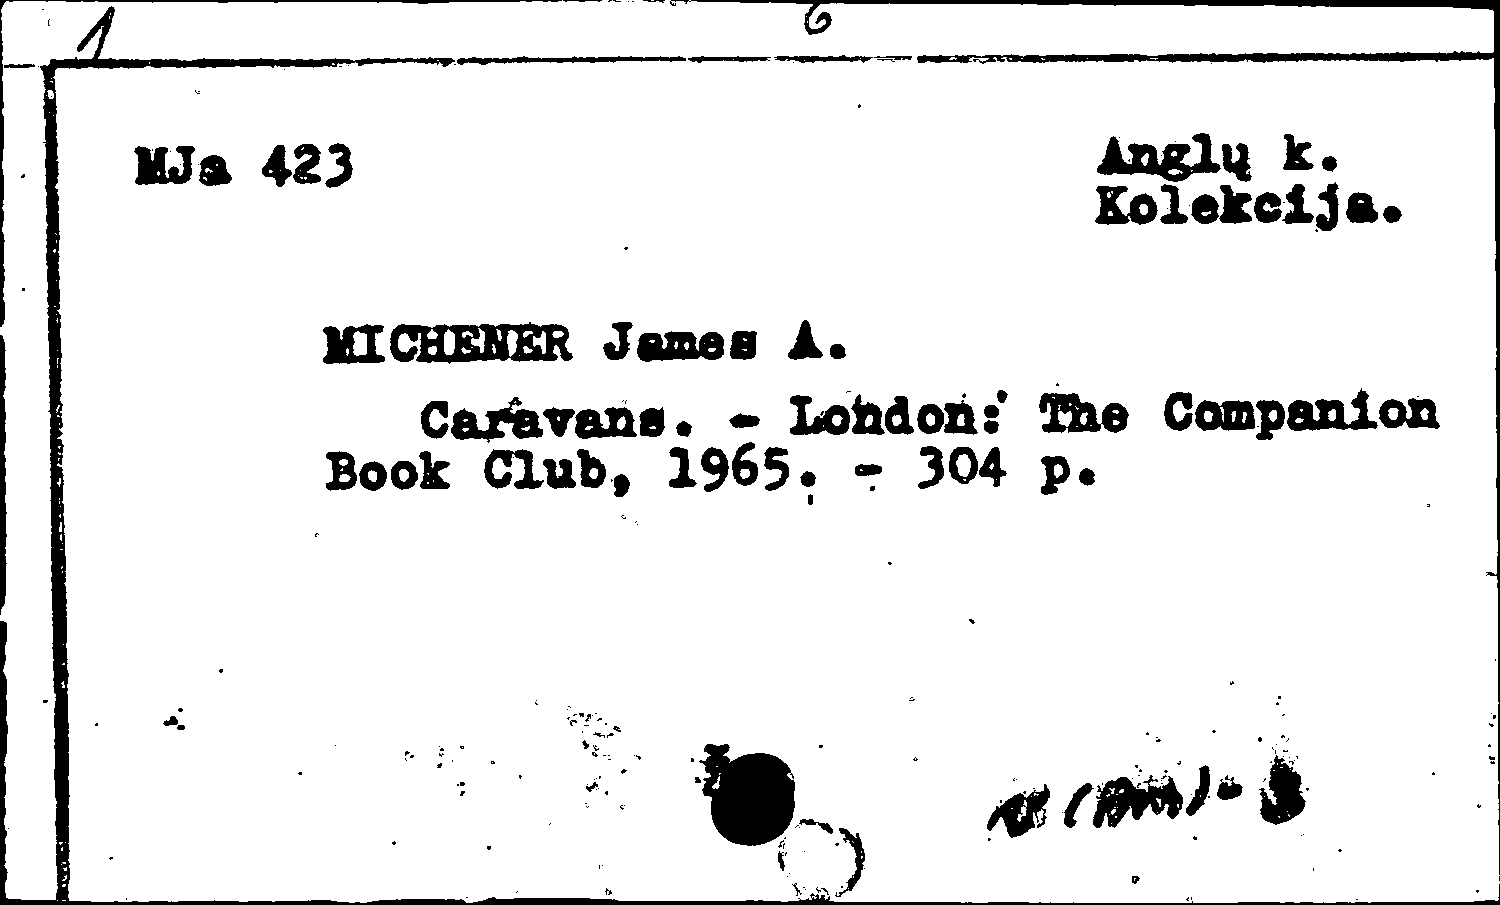 1 6
MJa 423
Anglų k.
Kolekcija.
MICHENER James A.
Caravans. - London: The Companion
Book Club, 1965. - 304 p.